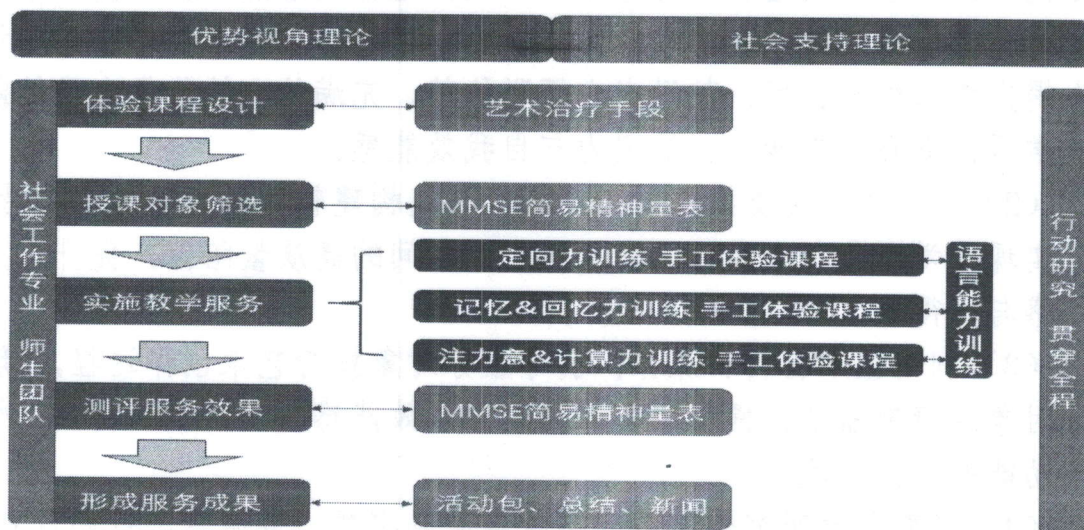 优势视角理论
社会支持理论
社会工作专业 师生团队
体验课程设计
艺术治疗手段
授课对象筛选
MMSE简易精神量表
实施教学服务
定向力训练 手工体验课程
记忆&回忆力训练 手工体验课程
注力意&计算力训练 手工体验课程
语言能力训练
测评服务效果
MMSE简易精神量表
形成服务成果
活动包、总结、新闻
行动研究 贯穿全程